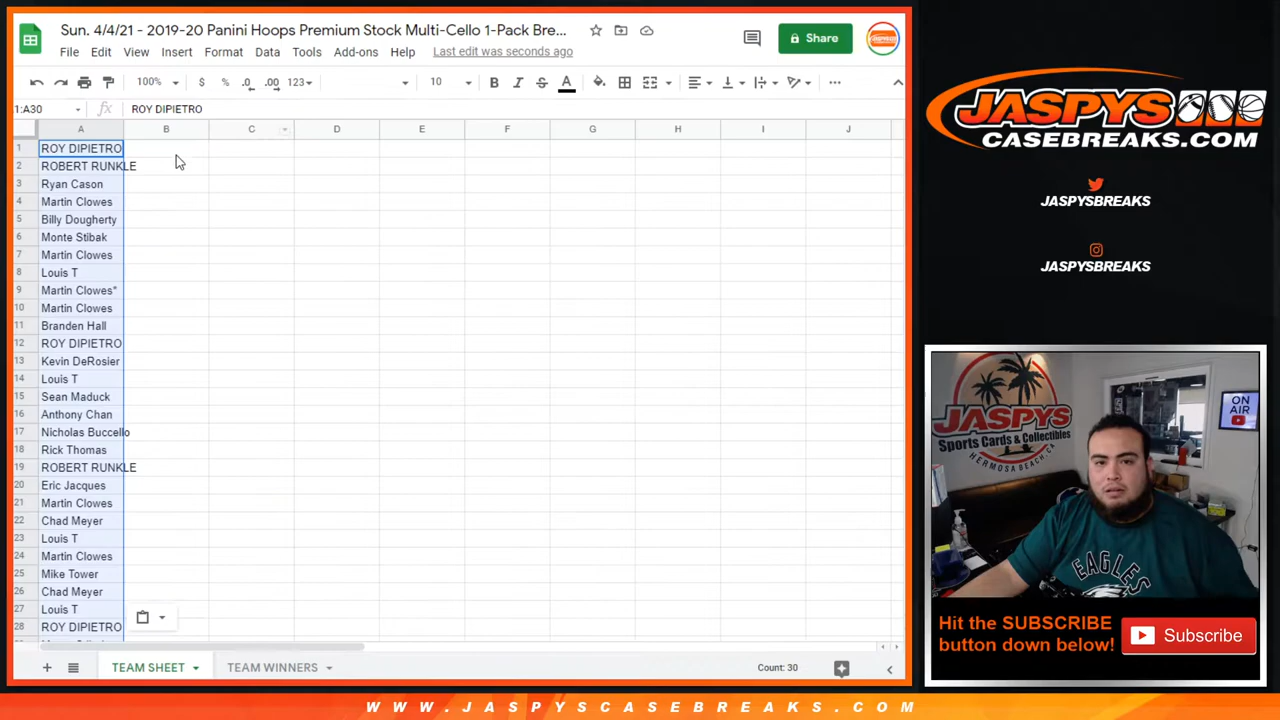 Sun. 4/4/21 - 2019-20 Panini Hoops Premium Stock Multi-Cello 1-Pack Bre...
File Edit View Insert Format Data Tools Add-ons Help Last edit was seconds ago
Share
100% $ % .0 .00 123 10 B I S A
1:A30 fx ROY DIPIETRO
A B C D E F G H I J
1 ROY DIPIETRO
2 ROBERT RUNKLE
3 Ryan Cason
4 Martin Clowes
5 Billy Dougherty
6 Monte Stibak
7 Martin Clowes
8 Louis T
9 Martin Clowes*
10 Martin Clowes
11 Branden Hall
12 ROY DIPIETRO
13 Kevin DeRosier
14 Louis T
15 Sean Maduck
16 Anthony Chan
17 Nicholas Buccello
18 Rick Thomas
19 ROBERT RUNKLE
20 Eric Jacques
21 Martin Clowes
22 Chad Meyer
23 Louis T
24 Martin Clowes
25 Mike Tower
26 Chad Meyer
27 Louis T
28 ROY DIPIETRO
TEAM SHEET TEAM WINNERS Count: 30
JASPYS
CASEBREAKS.COM
JASPYSBREAKS
JASPYSBREAKS
JASPYS
Sports Cards & Collectibles
HERMOSA BEACH, CA
ON
AIR
EAGLES
Hit the SUBSCRIBE
button down below!
Subscribe
WWW.JASPYSCASEBREAKS.COM